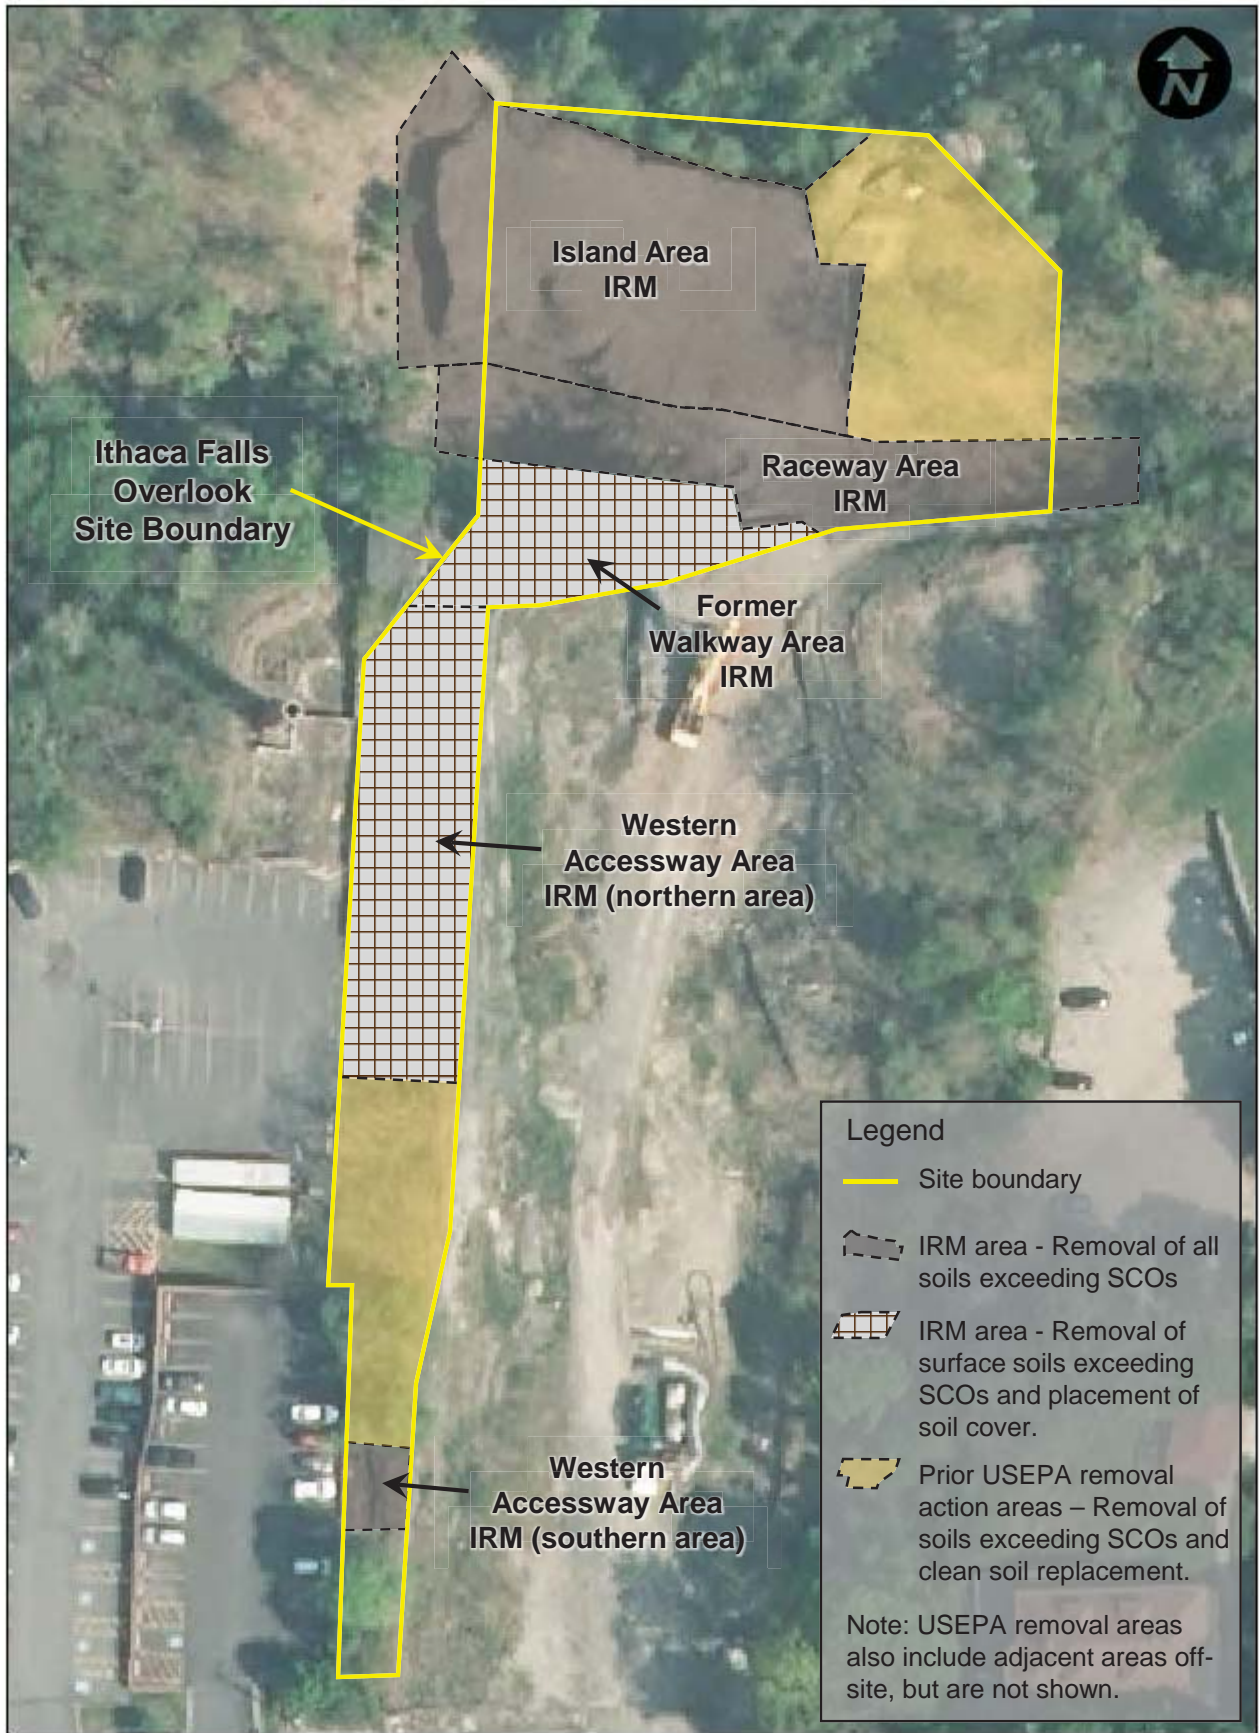 N
Island Area
IRM
Ithaca Falls
Overlook
Site Boundary
Raceway Area
IRM
Former
Walkway Area
IRM
Western
Accessway Area
IRM (northern area)
Western
Accessway Area
IRM (southern area)
Legend
Site boundary
IRM area - Removal of all
soils exceeding SCOs
IRM area - Removal of
surface soils exceeding
SCOs and placement of
soil cover.
Prior USEPA removal
action areas – Removal of
soils exceeding SCOs and
clean soil replacement.
Note: USEPA removal areas
also include adjacent areas off-
site, but are not shown.